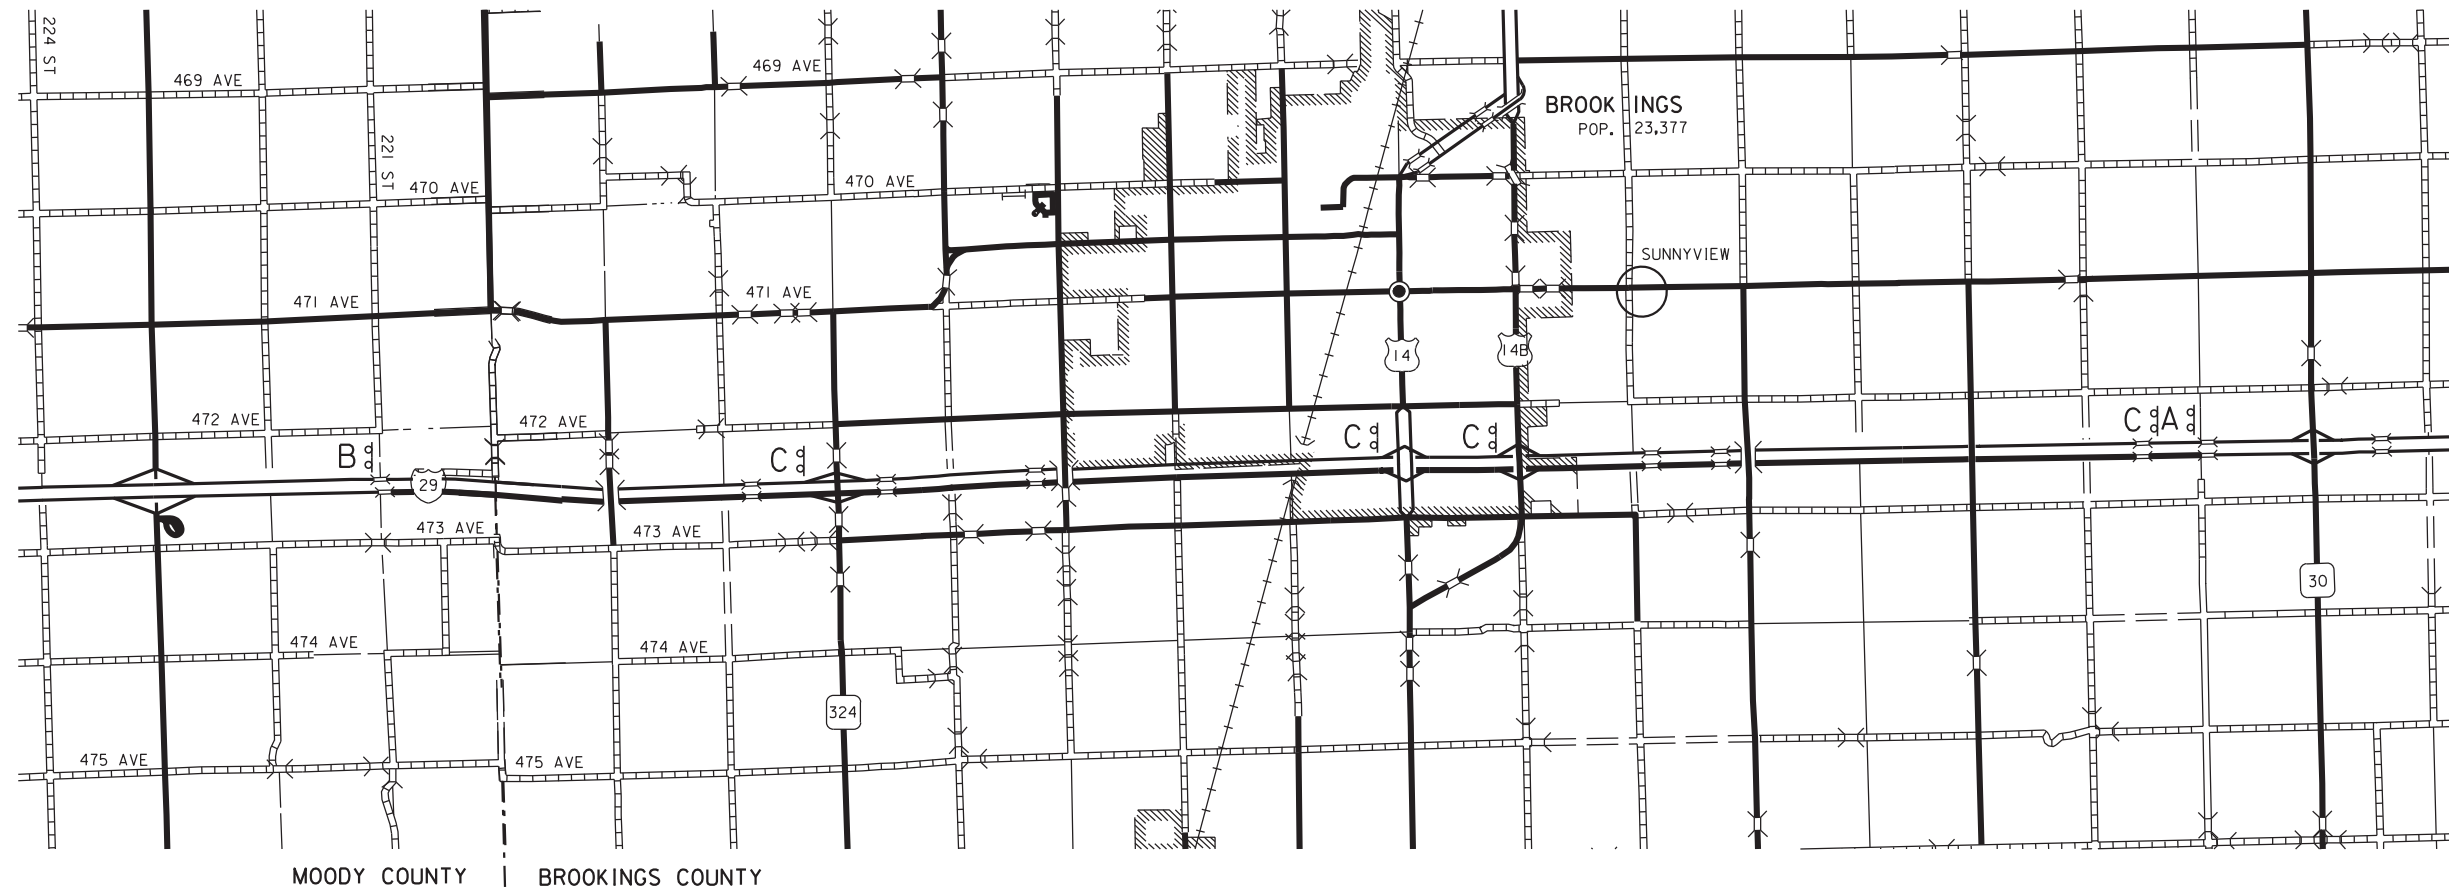 224 ST
469 AVE
469 AVE
BROOKINGS
POP. 23,377
221 ST
470 AVE
470 AVE
SUNNYVIEW
471 AVE
471 AVE
14
14B
472 AVE
472 AVE
B
C
C
C
C A
29
473 AVE
473 AVE
30
474 AVE
474 AVE
324
475 AVE
475 AVE
MOODY COUNTY
BROOKINGS COUNTY